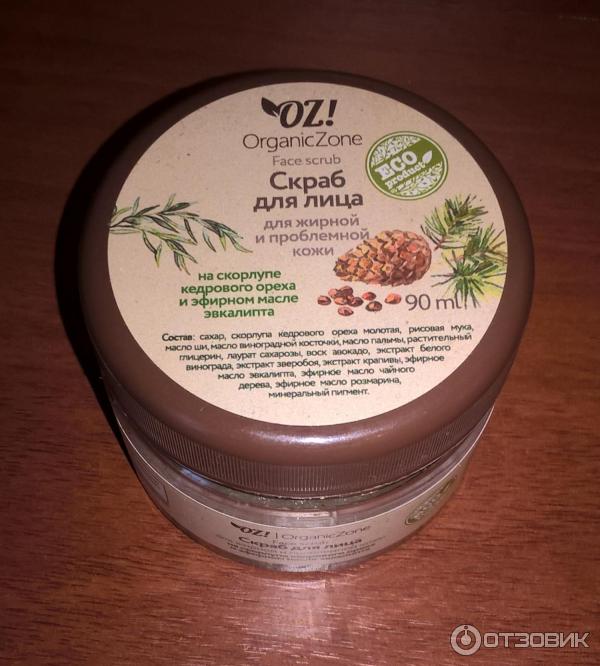 OZ!
OrganicZone
Face scrub
Скраб
для лица
для жирной
и проблемной
кожи
ECO
product
на скорлупе
кедрового ореха
и эфирном масле
эвкалипта
90 ml
Состав: сахар, скорлупа кедрового ореха молотая, рисовая мука,
масло ши, масло виноградной косточки, масло пальмы, растительный
глицерин, лаурат сахарозы, воск авокадо, экстракт белого
винограда, экстракт зверобоя, экстракт крапивы, эфирное
масло эвкалипта, эфирное масло чайного
дерева, эфирное масло розмарина,
минеральный пигмент.
OZ! | OrganicZone
Face scrub
Скраб для лица
ОТЗОВИК